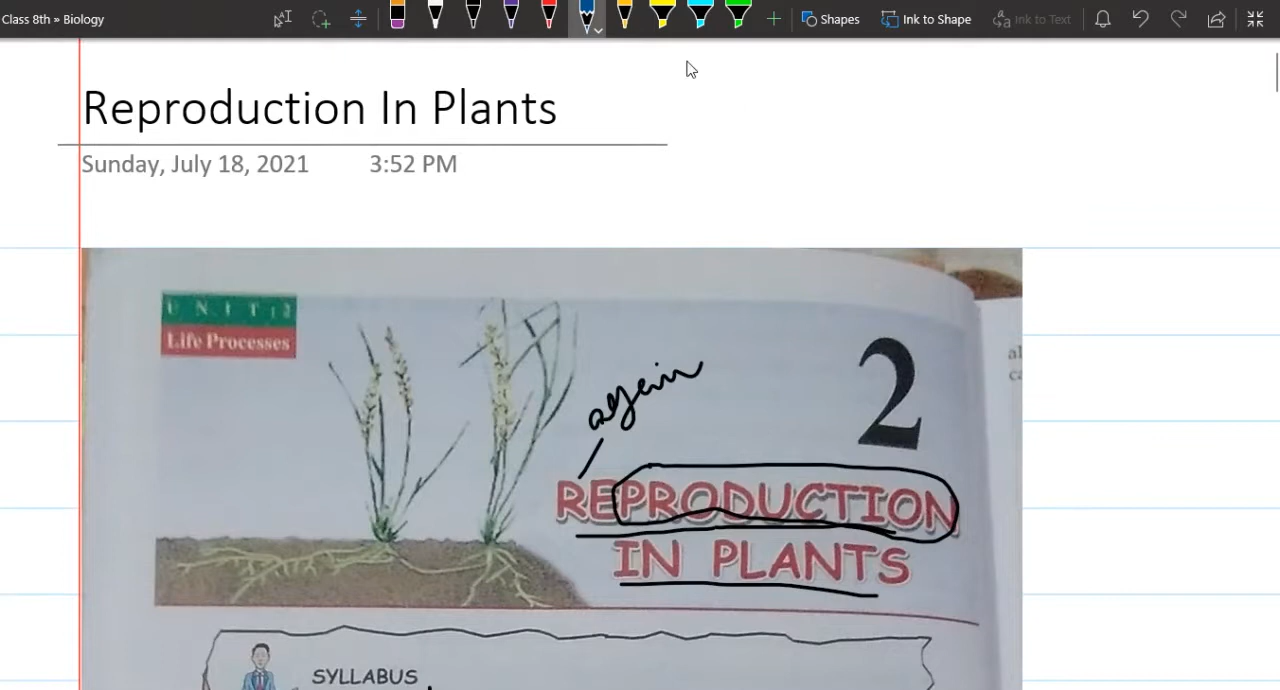 Class 8th » Biology
Shapes
Ink to Shape
Ink to Text
Reproduction In Plants
Sunday, July 18, 2021 3:52 PM
UNIT:2
Life Processes
2
again
REPRODUCTION
IN PLANTS
SYLLABUS